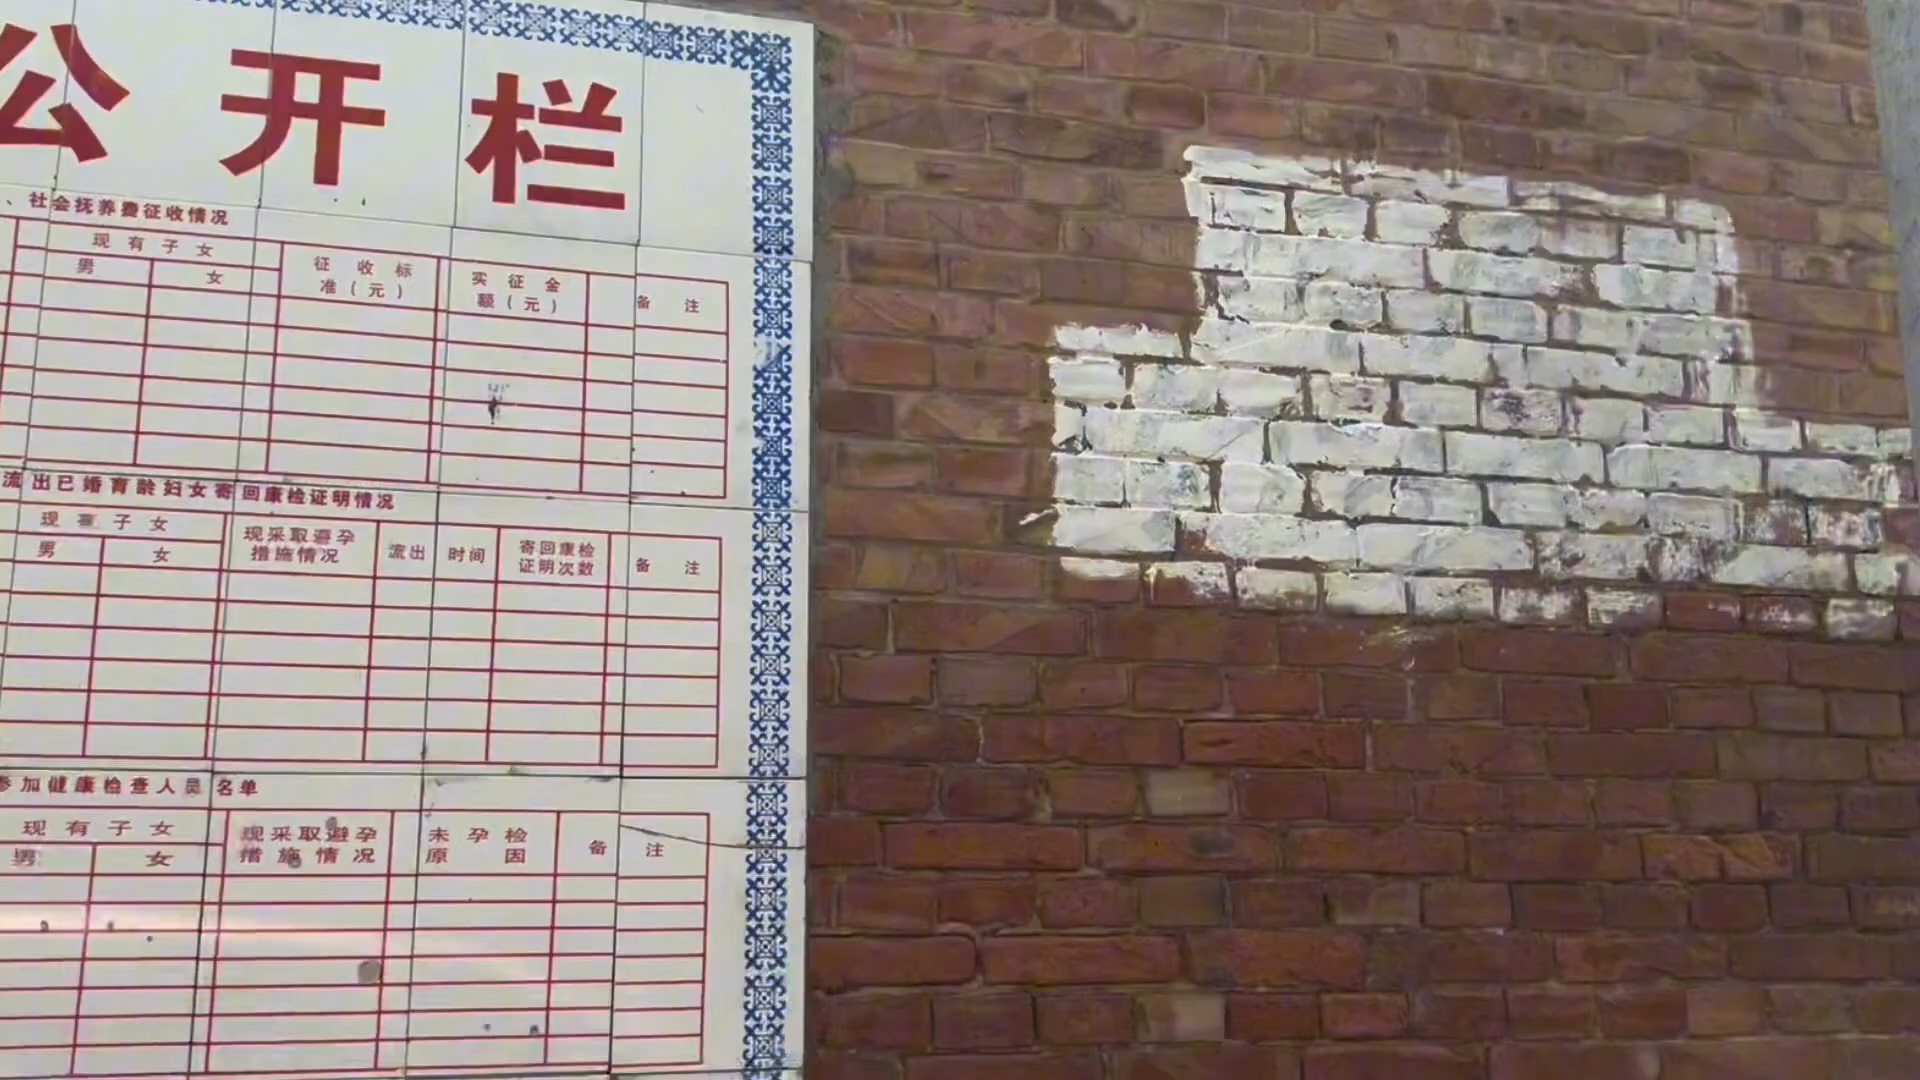 公开栏
、社会抚养费征收情况
现有子女
男 女
征收标准(元)
实征金额(元)
备注
流出已婚育龄妇女寄回康检证明情况
现有子女
男 女
现采取避孕措施情况
流出时间
寄回康检证明次数
备注
参加健康检查人员名单
现有子女
男 女
现采取避孕措施情况
未孕检原因
备注